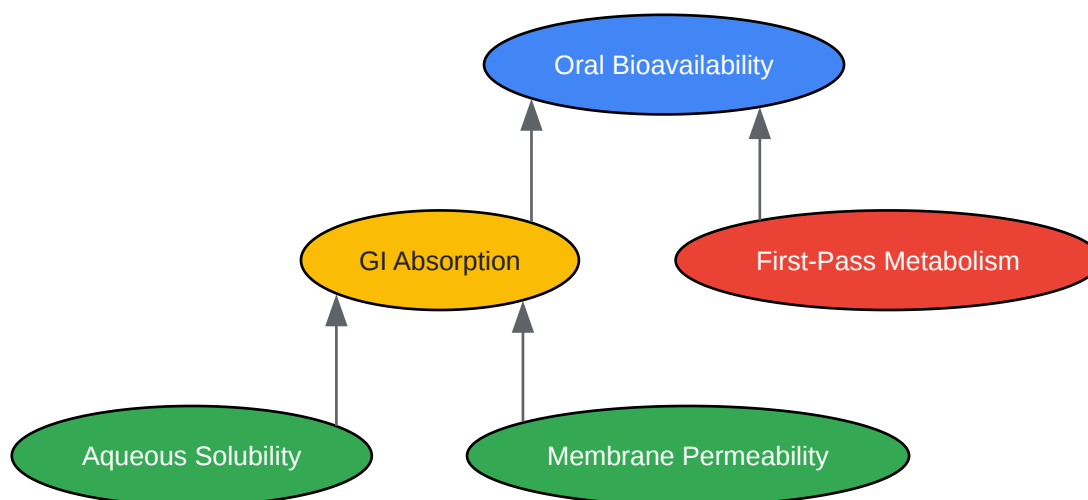 Oral Bioavailability
GI Absorption
First-Pass Metabolism
Aqueous Solubility
Membrane Permeability